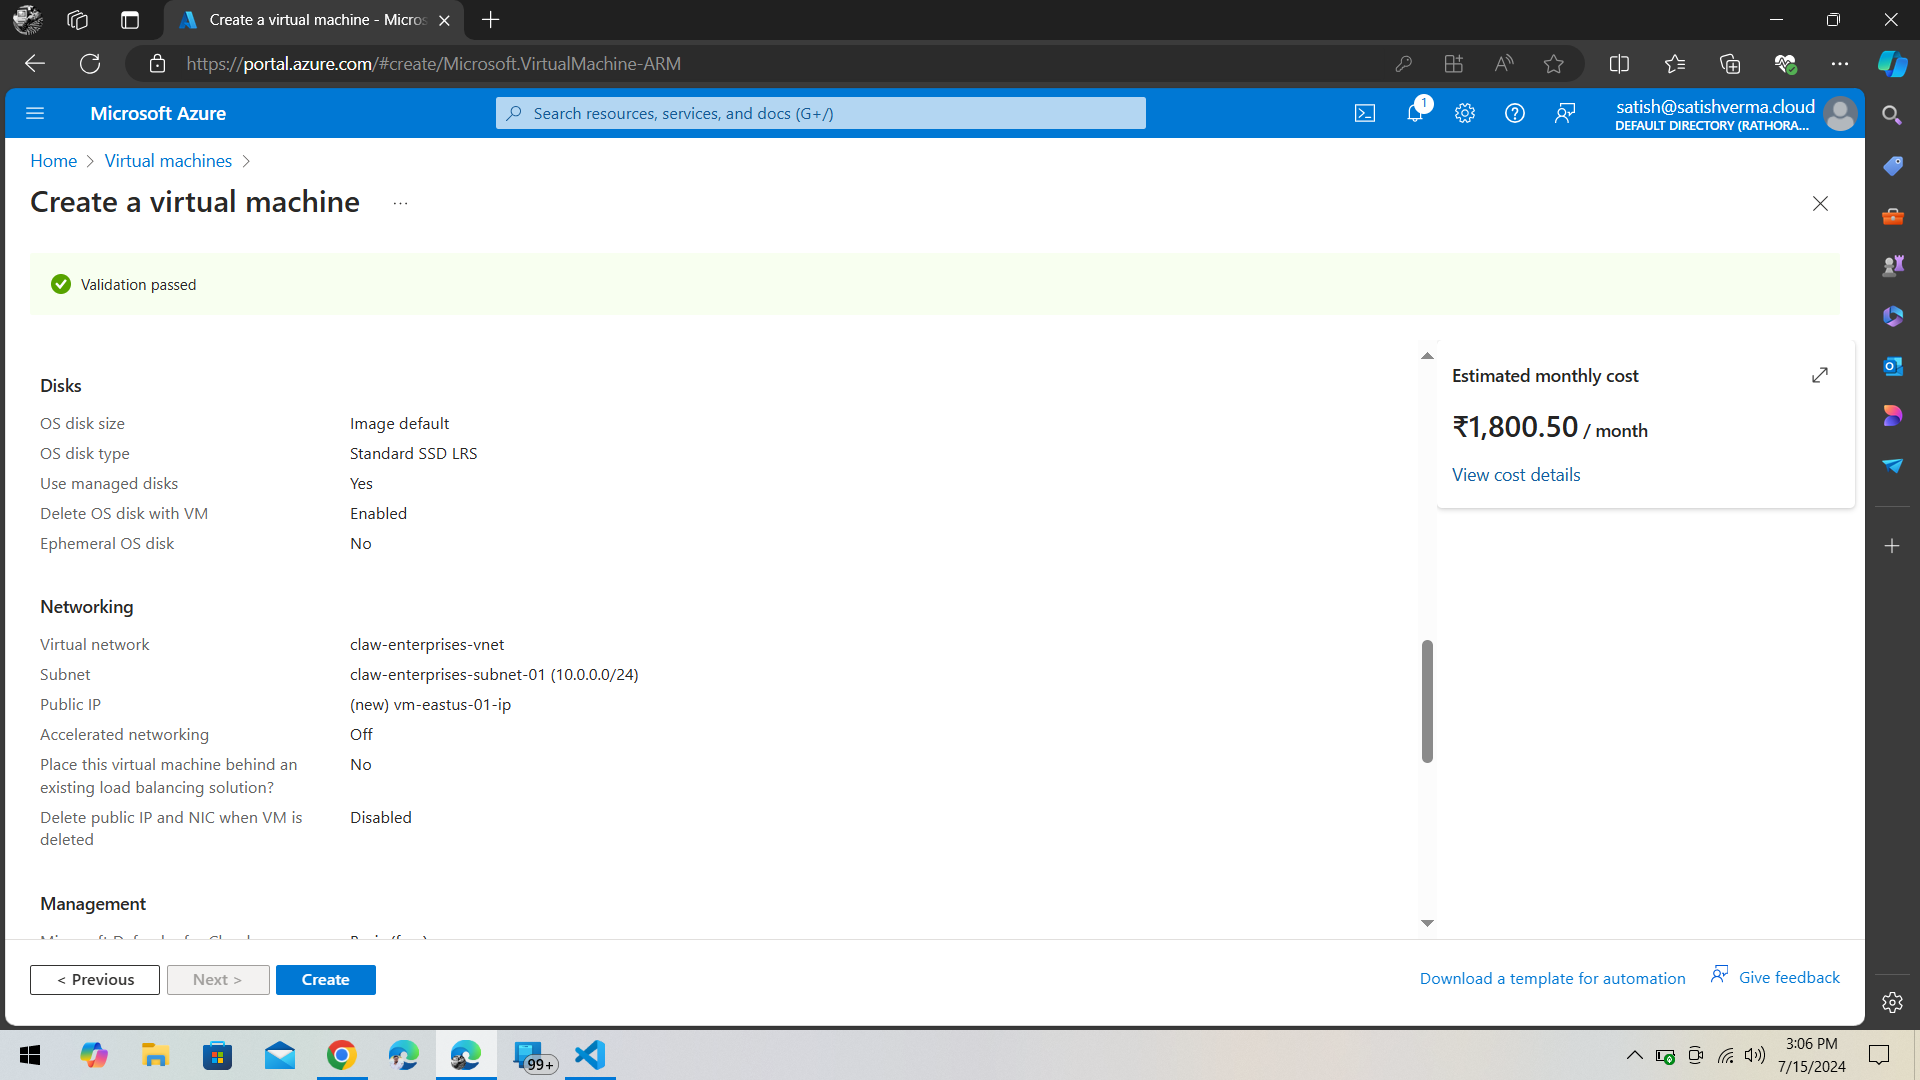 Create a virtual machine - Micros
https://portal.azure.com/#create/Microsoft.VirtualMachine-ARM
Microsoft Azure
Search resources, services, and docs (G+/)
1
satish@satishverma.cloud
DEFAULT DIRECTORY (RATHORA...
Home
Virtual machines
Create a virtual machine
...
Validation passed
Disks
OS disk size
Image default
OS disk type
Standard SSD LRS
Use managed disks
Yes
Delete OS disk with VM
Enabled
Ephemeral OS disk
No
Networking
Virtual network
claw-enterprises-vnet
Subnet
claw-enterprises-subnet-01 (10.0.0.0/24)
Public IP
(new) vm-eastus-01-ip
Accelerated networking
Off
Place this virtual machine behind an
existing load balancing solution?
No
Delete public IP and NIC when VM is
deleted
Disabled
Management
Estimated monthly cost
₹1,800.50 / month
View cost details
< Previous
Next >
Create
Download a template for automation
Give feedback
99+
3:06 PM
7/15/2024